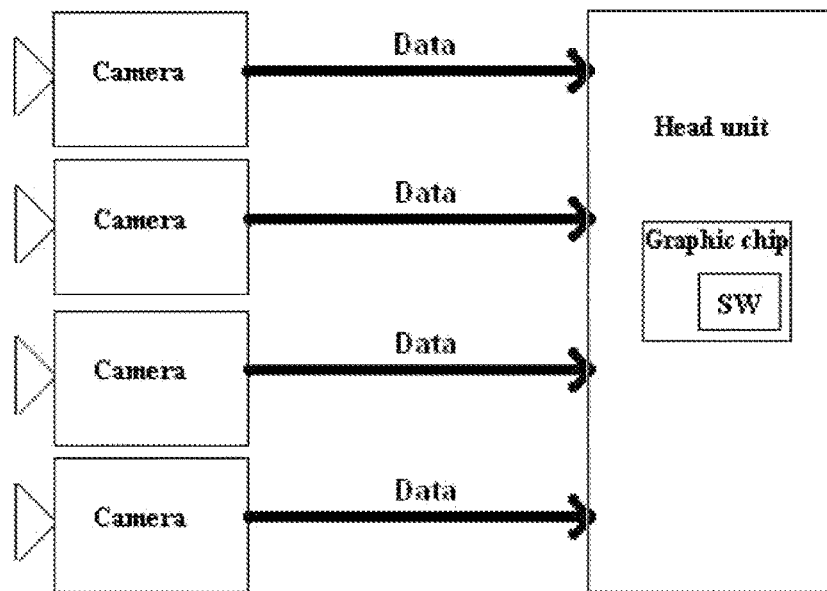 Camera
Data
Head unit
Camera
Data
Graphic chip
SW
Camera
Data
Camera
Data